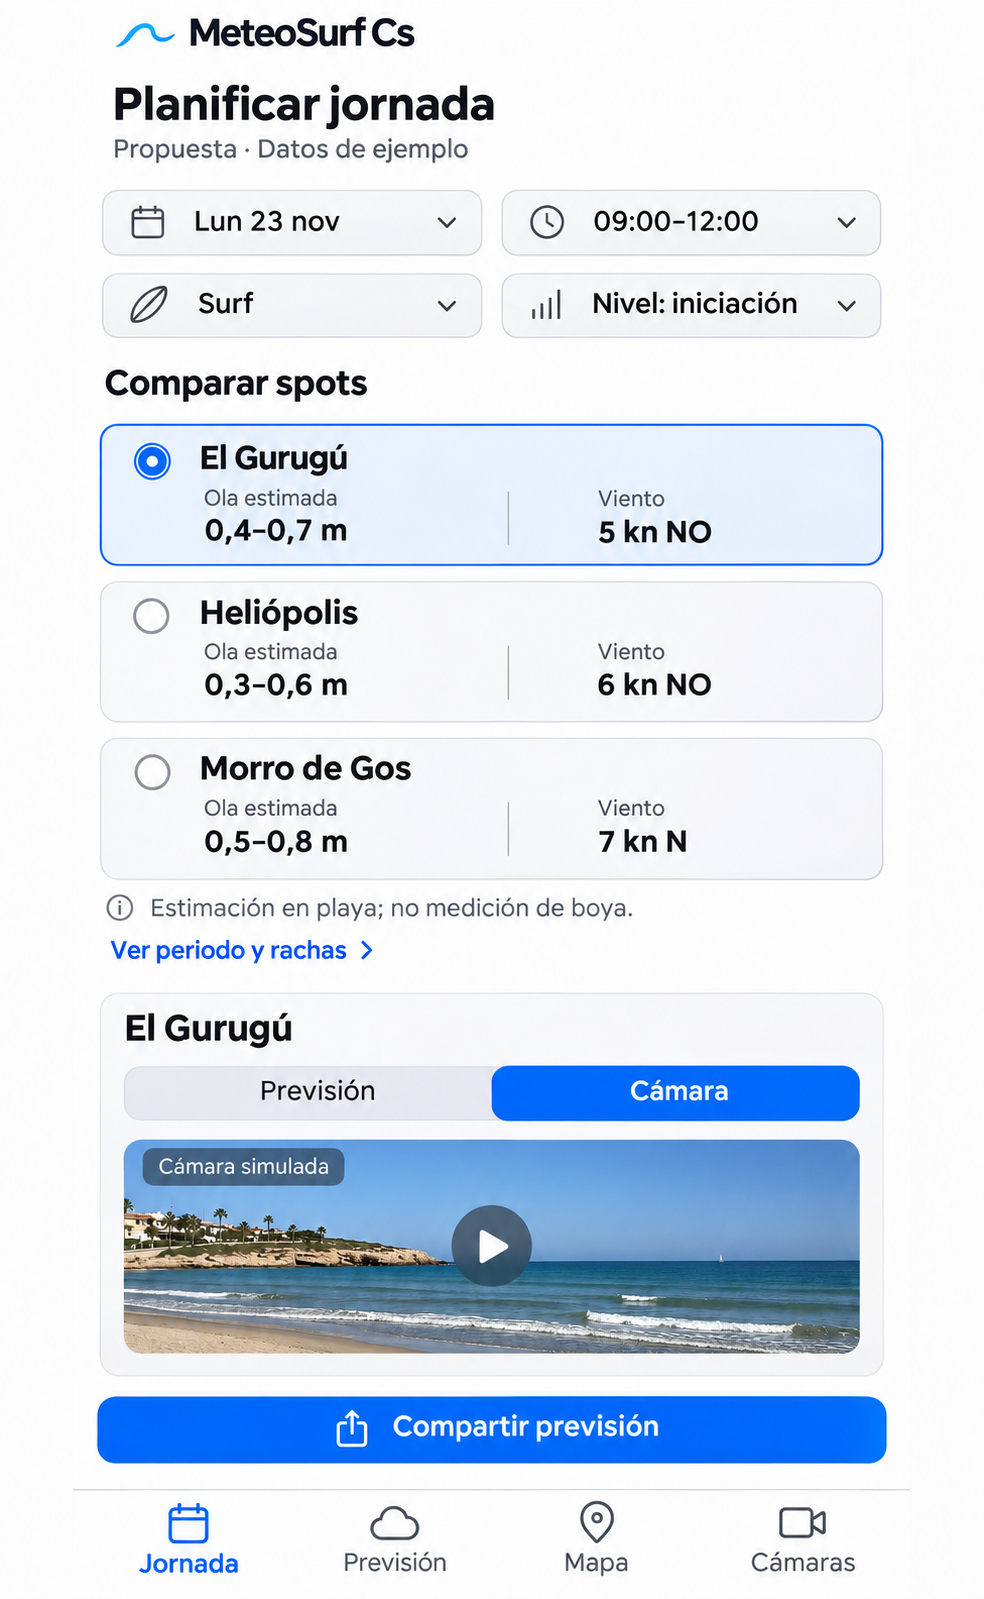 MeteoSurf Cs
Planificar jornada
Propuesta · Datos de ejemplo
Lun 23 nov
09:00–12:00
Surf
Nivel: iniciación
Comparar spots
El Gurugú
Ola estimada
0,4–0,7 m
Viento
5 kn NO
Heliópolis
Ola estimada
0,3–0,6 m
Viento
6 kn NO
Morro de Gos
Ola estimada
0,5–0,8 m
Viento
7 kn N
Estimación en playa; no medición de boya.
Ver periodo y rachas
El Gurugú
Previsión
Cámara
Cámara simulada
Compartir previsión
Jornada
Previsión
Mapa
Cámaras